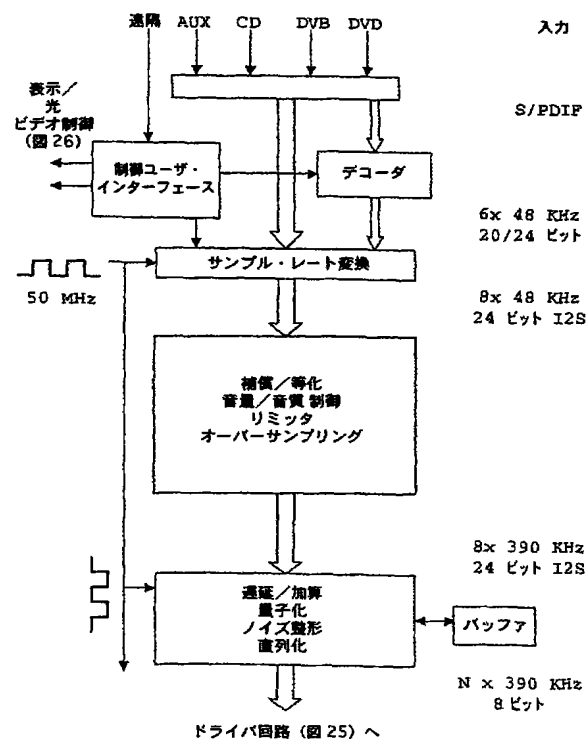 遠隔 AUX CD DVB DVD
入力
表示／
光
ビデオ制御
(図26)
S/PDIF
制御ユーザ・
インターフェース
デコーダ
6x 48 KHz
20/24 ビット
サンプル・レート変換
50 MHz
8x 48 KHz
24 ビット I2S
補償／等化
音量／音質 制御
リミッタ
オーバーサンプリング
8x 390 KHz
24 ビット I2S
遅延／加算
量子化
ノイズ整形
直列化
バッファ
N x 390 KHz
8 ビット
ドライバ回路 (図25) へ